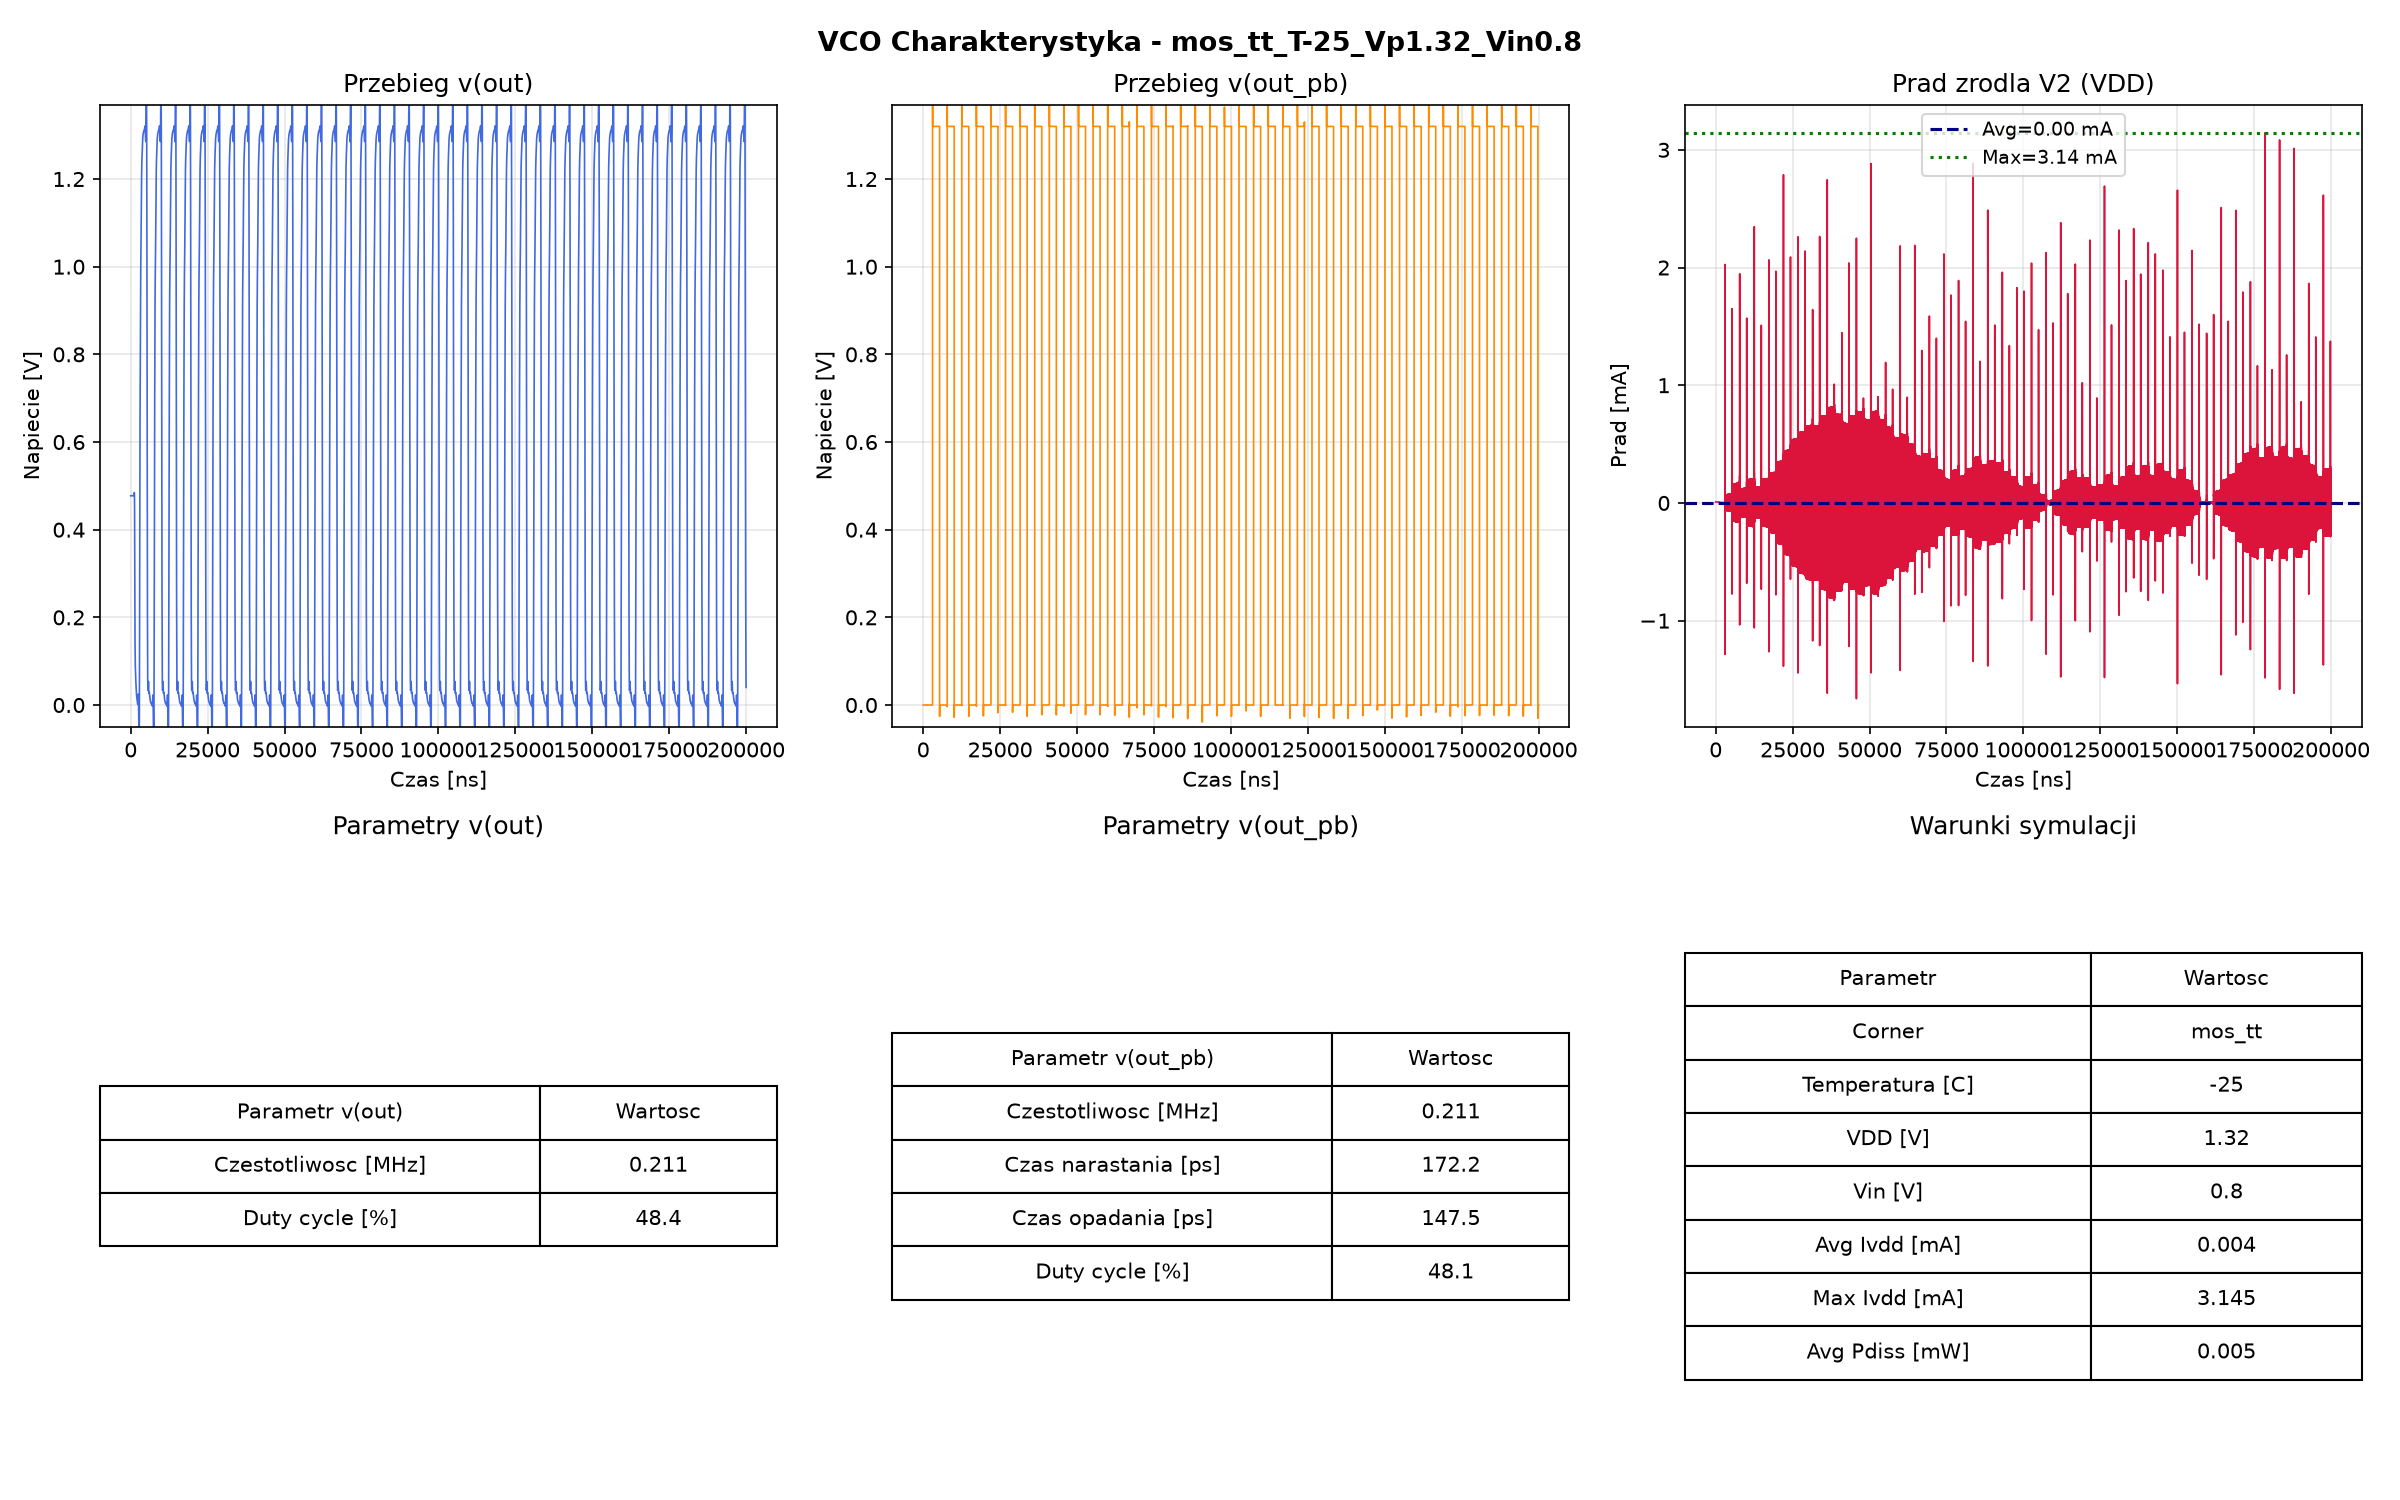 VCO Charakterystyka - mos_tt_T-25_Vp1.32_Vin0.8
Przebieg v(out)
Napiecie [V]
1.2
1.0
0.8
0.6
0.4
0.2
0.0
0 25000 50000 75000 100000 125000 150000 175000 200000
Czas [ns]
Przebieg v(out_pb)
Napiecie [V]
1.2
1.0
0.8
0.6
0.4
0.2
0.0
0 25000 50000 75000 100000 125000 150000 175000 200000
Czas [ns]
Prad zrodla V2 (VDD)
Avg=0.00 mA
Max=3.14 mA
Prad [mA]
3
2
1
0
−1
0 25000 50000 75000 100000 125000 150000 175000 200000
Czas [ns]
Parametry v(out)
Parametr v(out) Wartosc
Czestotliwosc [MHz] 0.211
Duty cycle [%] 48.4
Parametry v(out_pb)
Parametr v(out_pb) Wartosc
Czestotliwosc [MHz] 0.211
Czas narastania [ps] 172.2
Czas opadania [ps] 147.5
Duty cycle [%] 48.1
Warunki symulacji
Parametr Wartosc
Corner mos_tt
Temperatura [C] -25
VDD [V] 1.32
Vin [V] 0.8
Avg Ivdd [mA] 0.004
Max Ivdd [mA] 3.145
Avg Pdiss [mW] 0.005